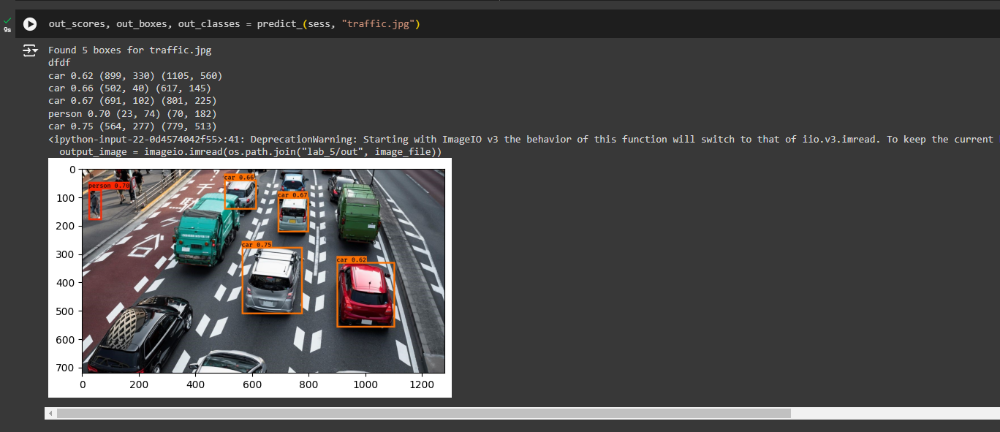 9s
out_scores, out_boxes, out_classes = predict_(sess, "traffic.jpg")
Found 5 boxes for traffic.jpg
dfdf
car 0.62 (899, 330) (1105, 560)
car 0.66 (502, 40) (617, 145)
car 0.67 (691, 102) (801, 225)
person 0.70 (23, 74) (70, 182)
car 0.75 (564, 277) (779, 513)
<ipython-input-22-0d4574042f55>:41: DeprecationWarning: Starting with ImageIO v3 the behavior of this function will switch to that of iio.v3.imread. To keep the current
output_image = imageio.imread(os.path.join("lab_5/out", image_file))
0
car 0.66
person 0.70
car 0.67
100
200
car 0.75
300
car 0.62
400
500
600
700
0 200 400 600 800 1000 1200